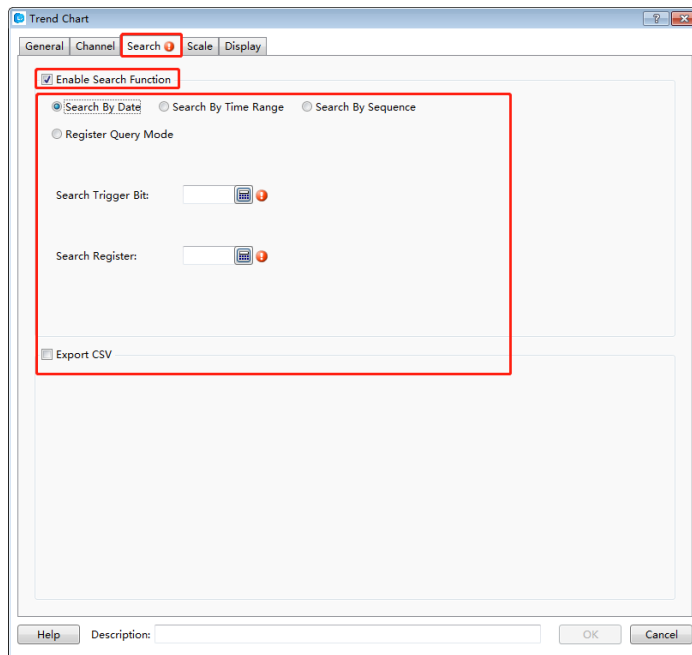 Trend Chart
General Channel Search Scale Display
Enable Search Function
Search By Date Search By Time Range Search By Sequence
Register Query Mode
Search Trigger Bit:
Search Register:
Export CSV
Help Description: OK Cancel